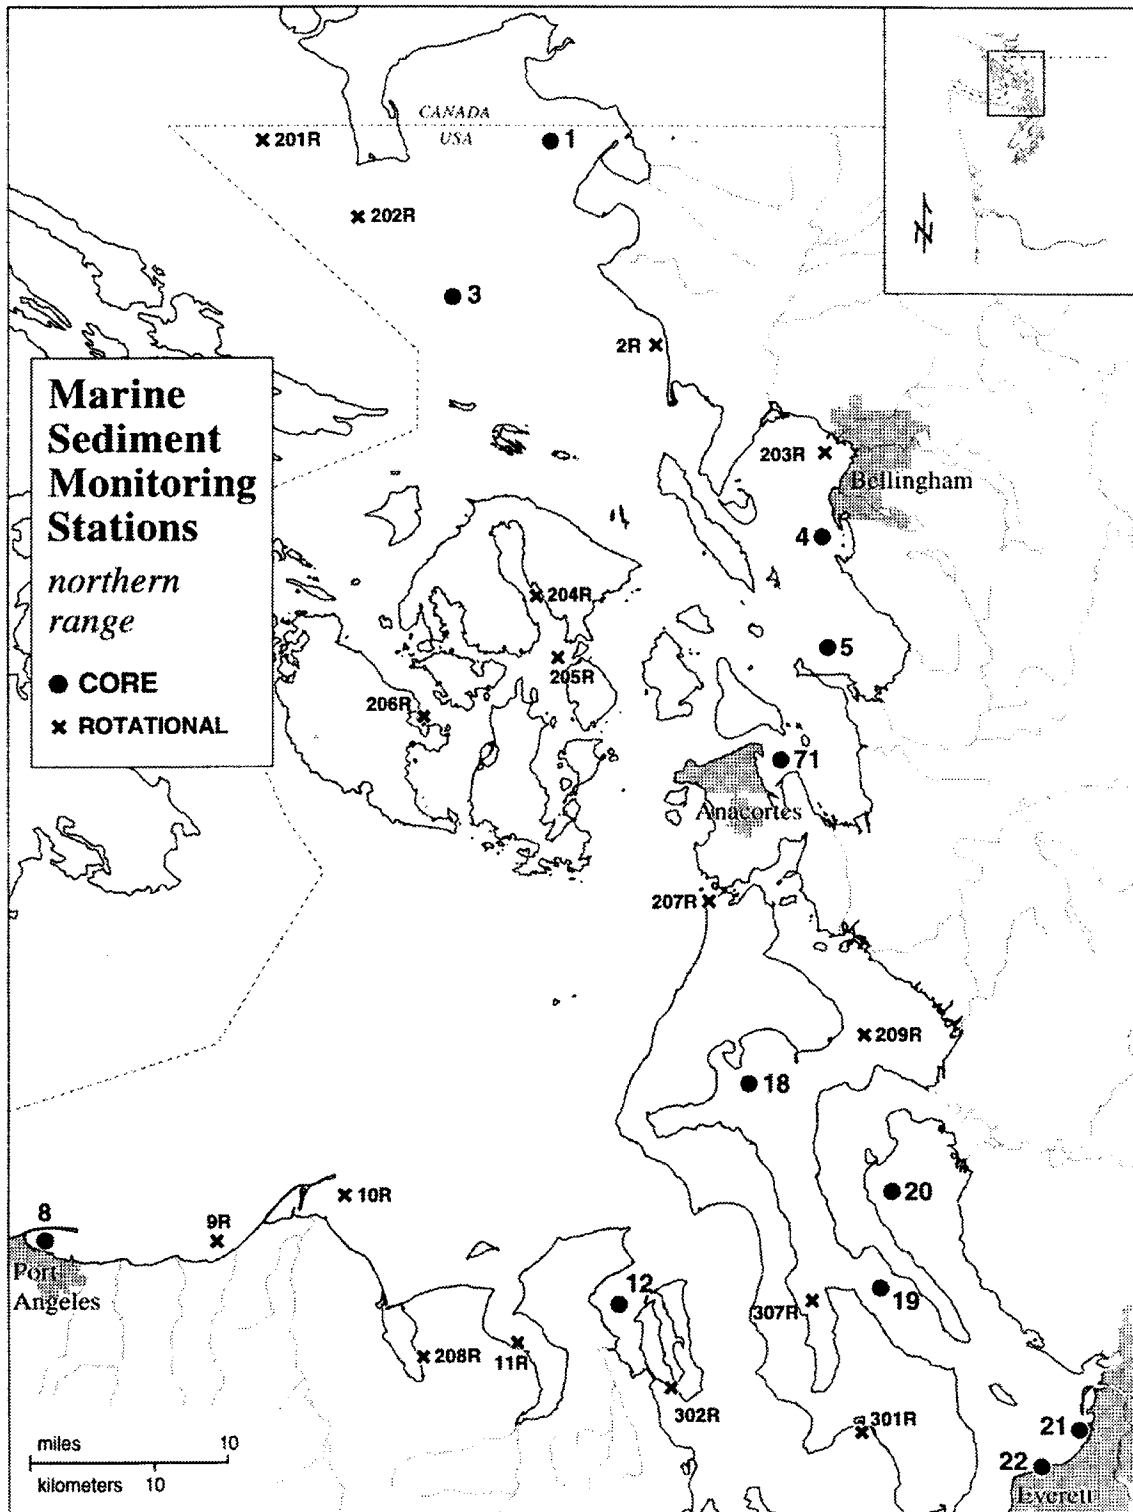 CANADA
USA
201R
1
202R
3
2R
Marine
Sediment
Monitoring
Stations
northern
range
CORE
ROTATIONAL
203R
Bellingham
4
204R
5
205R
206R
71
Anacortes
207R
209R
18
20
10R
8
9R
Port
Angeles
12
19
307R
208R
11R
302R
301R
21
22
Everett
miles 10
kilometers 10
N